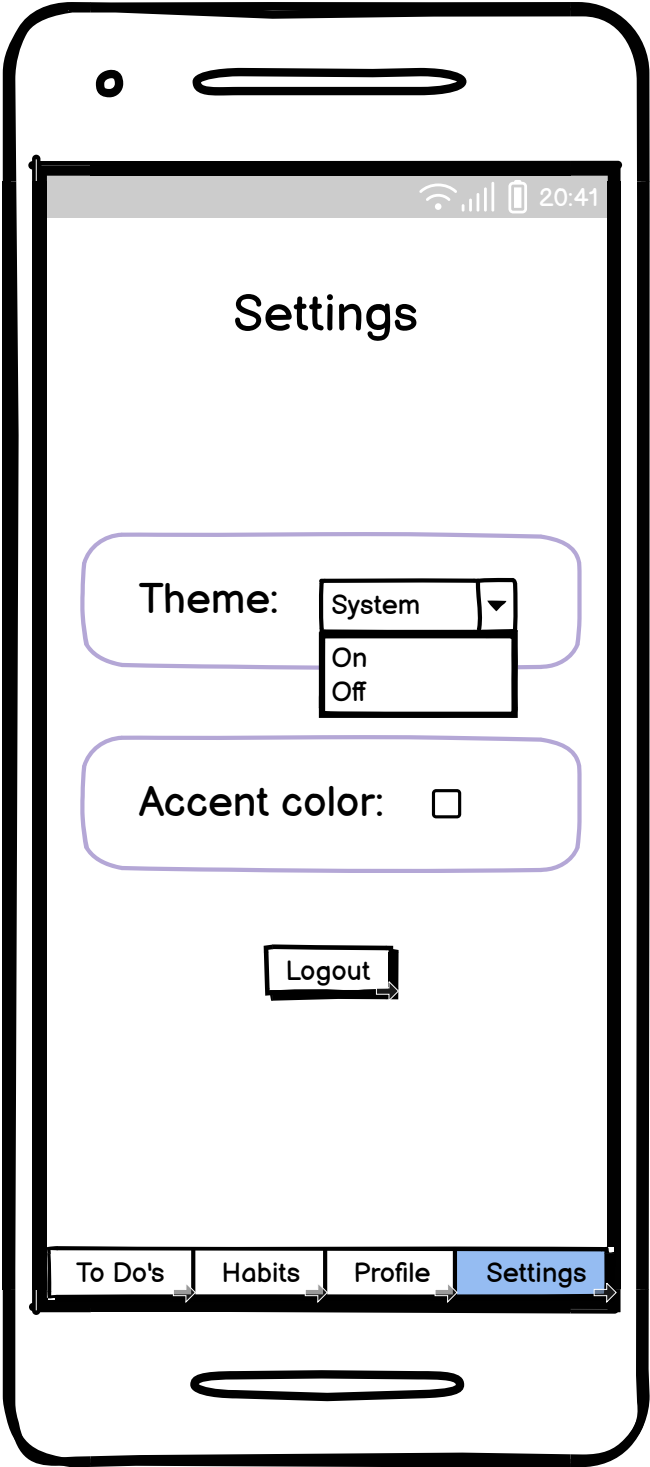 20:41
Settings
Theme:
System
On
Off
Accent color:
Logout
To Do's
Habits
Profile
Settings